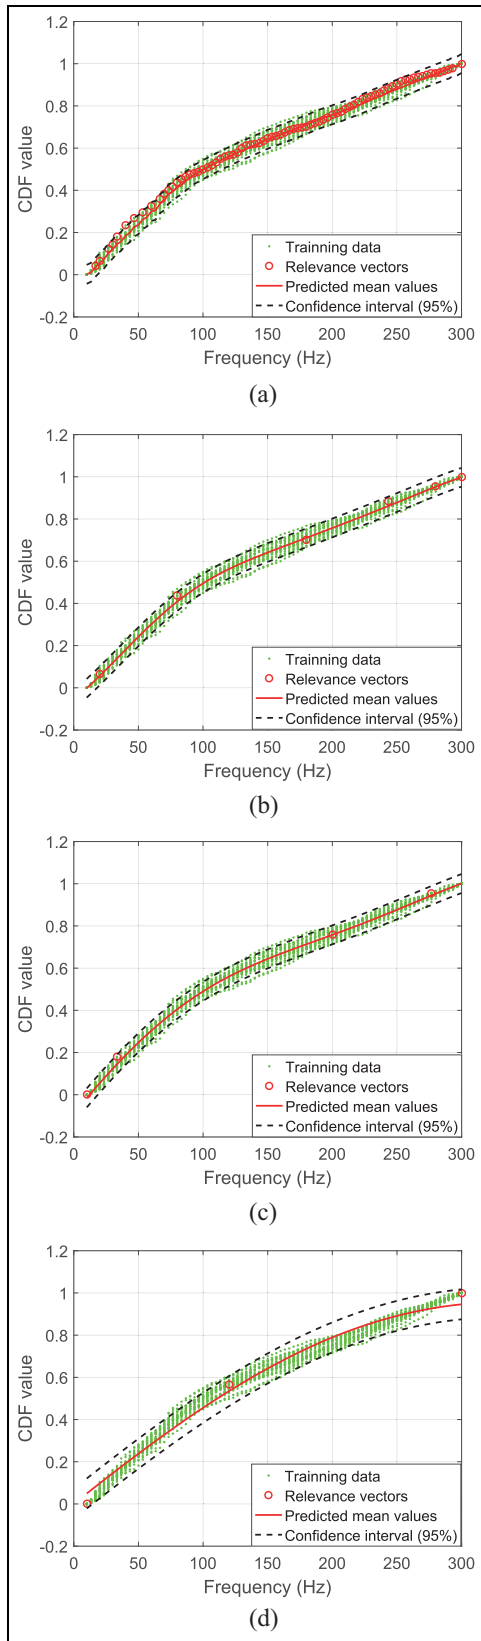 1.2
1
0.8
0.6
0.4
0.2
0
-0.2
CDF value
Trainning data
Relevance vectors
Predicted mean values
Confidence interval (95%)
0 50 100 150 200 250 300
Frequency (Hz)
(a)
1.2
1
0.8
0.6
0.4
0.2
0
-0.2
CDF value
Trainning data
Relevance vectors
Predicted mean values
Confidence interval (95%)
0 50 100 150 200 250 300
Frequency (Hz)
(b)
1.2
1
0.8
0.6
0.4
0.2
0
-0.2
CDF value
Trainning data
Relevance vectors
Predicted mean values
Confidence interval (95%)
0 50 100 150 200 250 300
Frequency (Hz)
(c)
1.2
1
0.8
0.6
0.4
0.2
0
-0.2
CDF value
Trainning data
Relevance vectors
Predicted mean values
Confidence interval (95%)
0 50 100 150 200 250 300
Frequency (Hz)
(d)